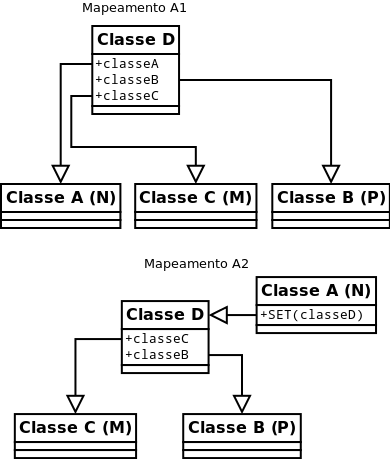 Mapeamento A1
Classe D
+classeA
+classeB
+classeC
Classe A (N)
Classe C (M)
Classe B (P)
Mapeamento A2
Classe A (N)
+SET(classeD)
Classe D
+classeC
+classeB
Classe C (M)
Classe B (P)